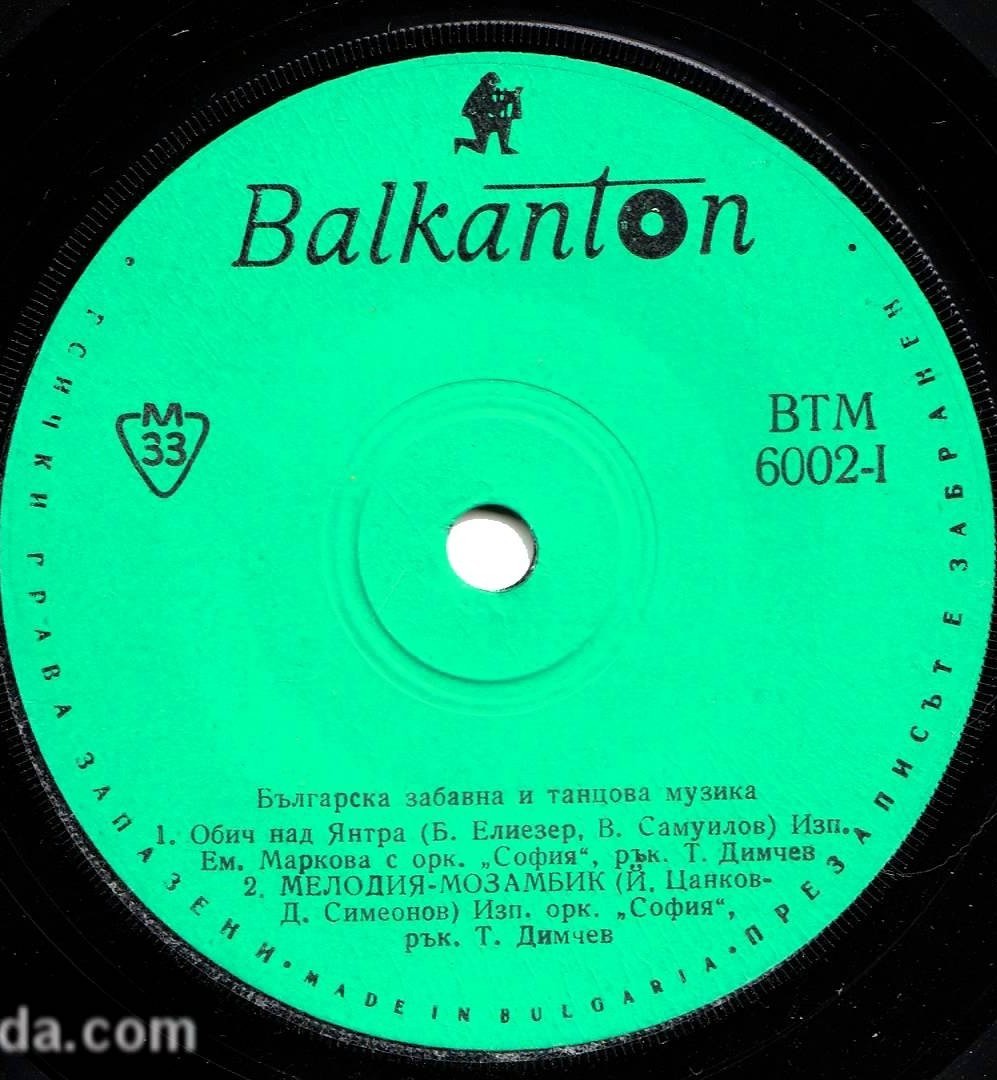 Balkanton
М
33
ВТМ
6002-I
Българска забавна и танцова музика
1. Обич над Янтра (Б. Елиезер, В. Самуилов) Изп.
Ем. Маркова с орк. „София“, рък. Т. Димчев
2. МЕЛОДИЯ-МОЗАМБИК (Й. Цанков-
Д. Симеонов) Изп. орк. „София“,
рък. Т. Димчев
ВСИЧКИ ПРАВА ЗАПАЗЕНИ • MADE IN BULGARIA • ПРЕЗАПИСЪТ Е ЗАБРАНЕН
da.com